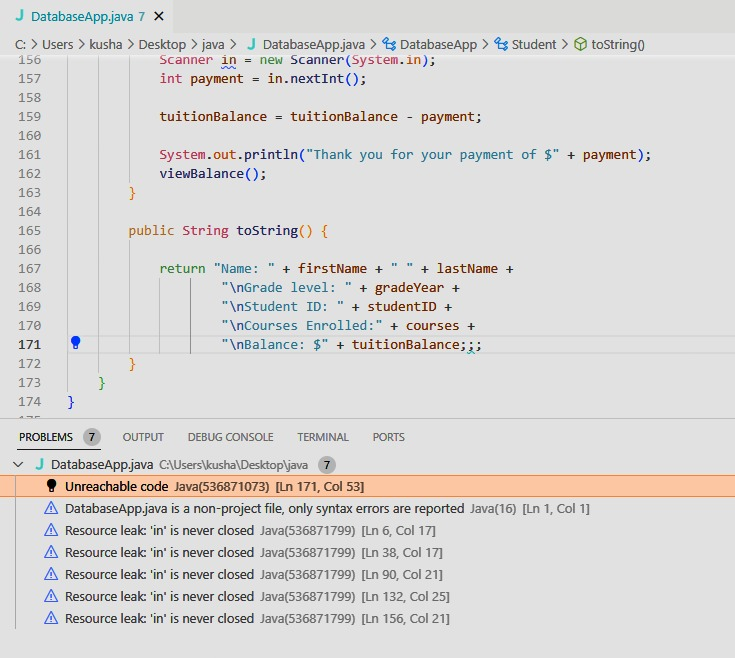 J DatabaseApp.java 7 ×
C: > Users > kusha > Desktop > java > J DatabaseApp.java > DatabaseApp > Student > toString()
156 Scanner in = new Scanner(System.in);
157 int payment = in.nextInt();
158
159 tuitionBalance = tuitionBalance - payment;
160
161 System.out.println("Thank you for your payment of $" + payment);
162 viewBalance();
163 }
164
165 public String toString() {
166
167 return "Name: " + firstName + " " + lastName +
168 "\nGrade level: " + gradeYear +
169 "\nStudent ID: " + studentID +
170 "\nCourses Enrolled:" + courses +
171 "\nBalance: $" + tuitionBalance;;;
172 }
173 }
174 }
175
PROBLEMS 7 OUTPUT DEBUG CONSOLE TERMINAL PORTS
J DatabaseApp.java C:\Users\kusha\Desktop\java 7
Unreachable code Java(536871073) [Ln 171, Col 53]
DatabaseApp.java is a non-project file, only syntax errors are reported Java(16) [Ln 1, Col 1]
Resource leak: 'in' is never closed Java(536871799) [Ln 6, Col 17]
Resource leak: 'in' is never closed Java(536871799) [Ln 38, Col 17]
Resource leak: 'in' is never closed Java(536871799) [Ln 90, Col 21]
Resource leak: 'in' is never closed Java(536871799) [Ln 132, Col 25]
Resource leak: 'in' is never closed Java(536871799) [Ln 156, Col 21]